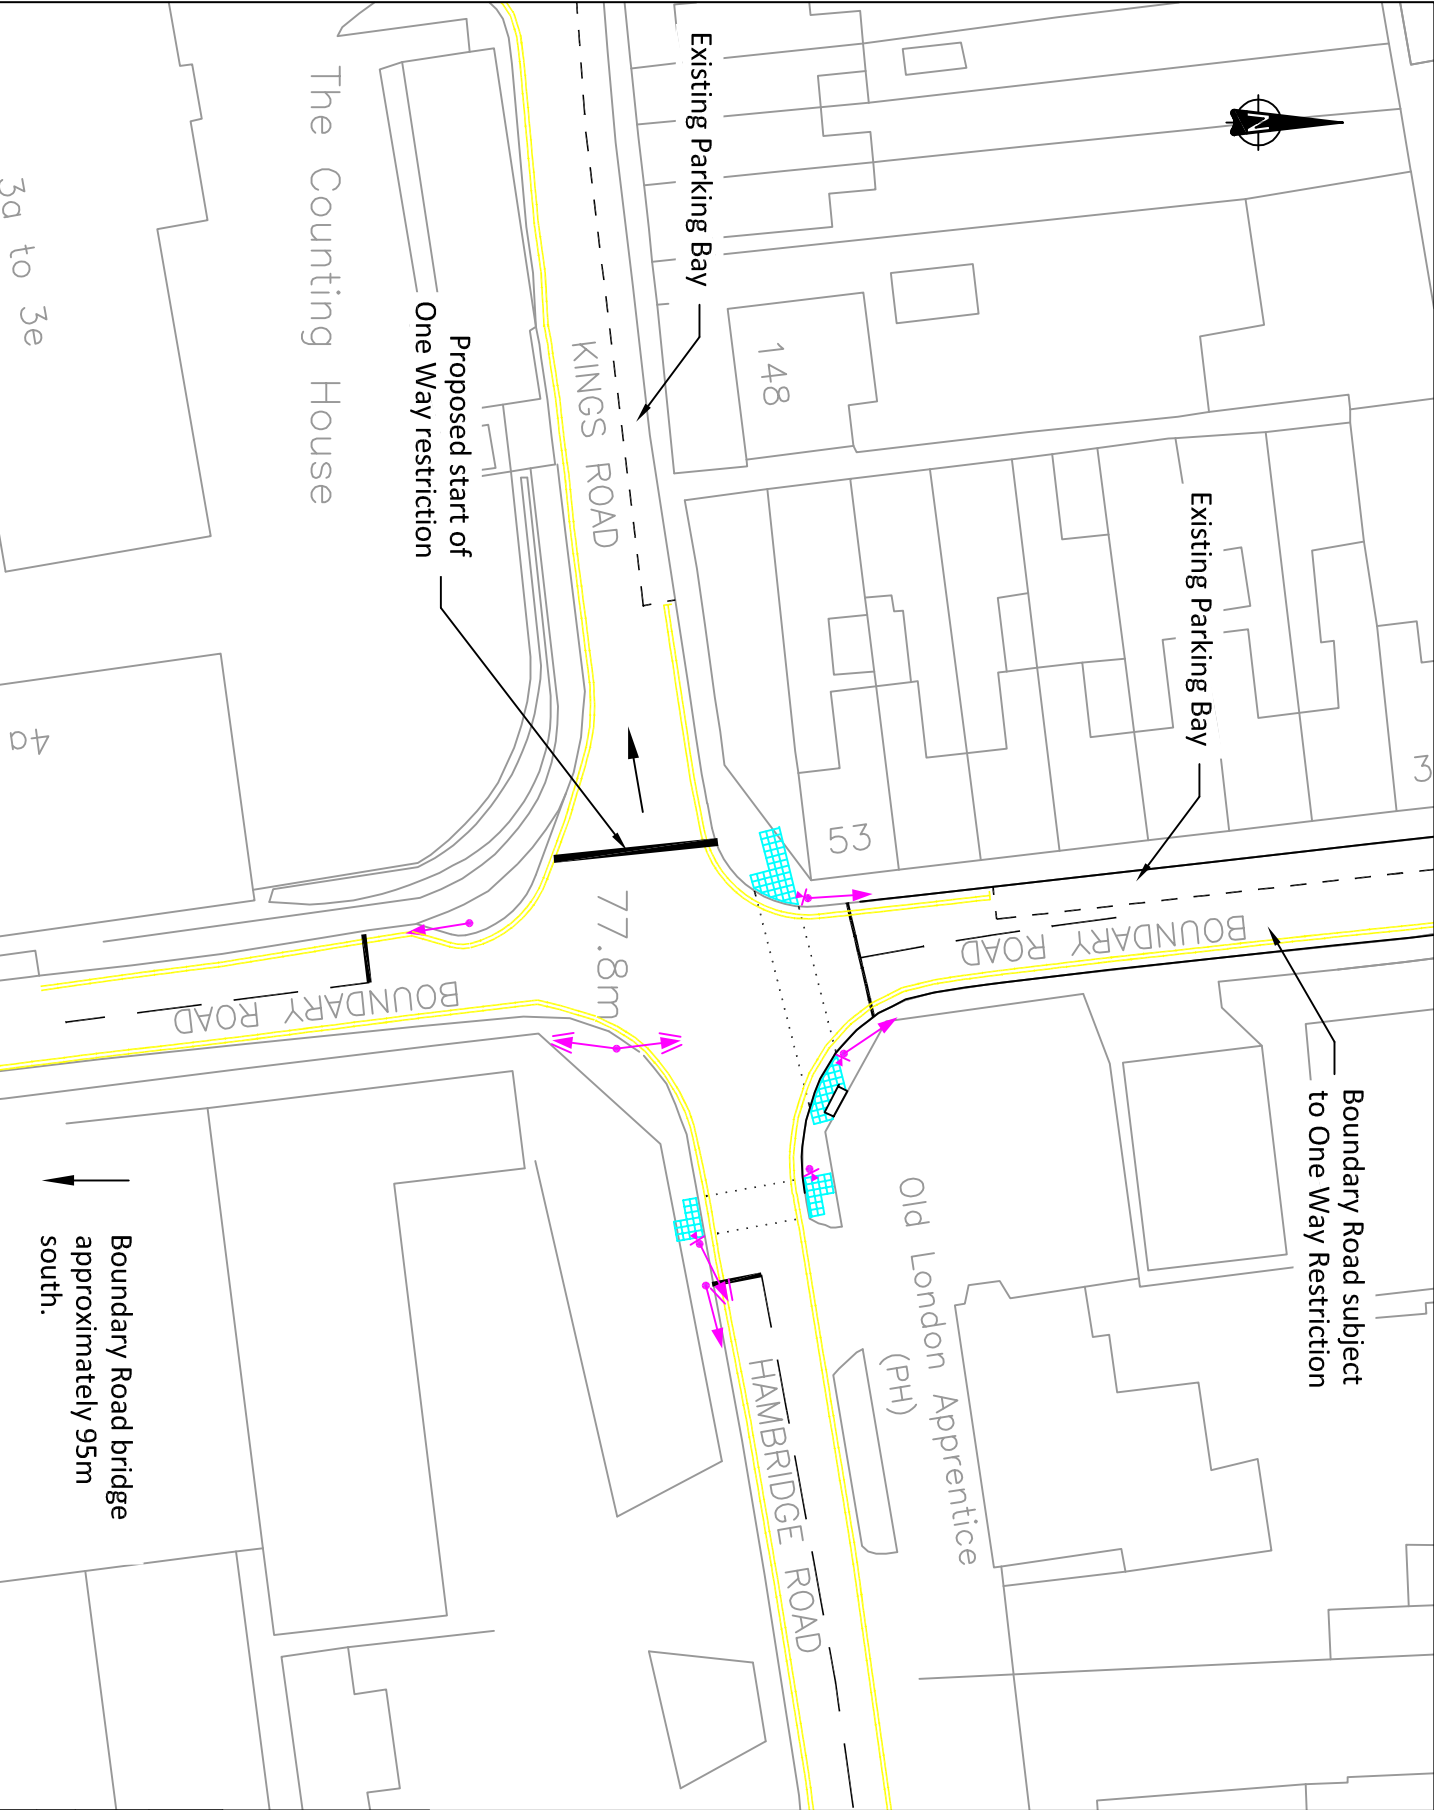 N
Existing Parking Bay
Existing Parking Bay
Boundary Road subject
to One Way Restriction
148
53
3
BOUNDARY ROAD
KINGS ROAD
The Counting House
3a to 3e
Proposed start of
One Way restriction
77.8m
Old London Apprentice
(PH)
HAMBRIDGE ROAD
BOUNDARY ROAD
4a
Boundary Road bridge
approximately 95m
south.